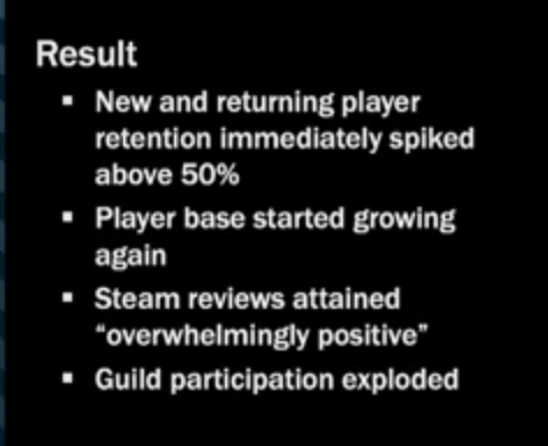 Result
▪ New and returning player
retention immediately spiked
above 50%
▪ Player base started growing
again
▪ Steam reviews attained
“overwhelmingly positive”
▪ Guild participation exploded